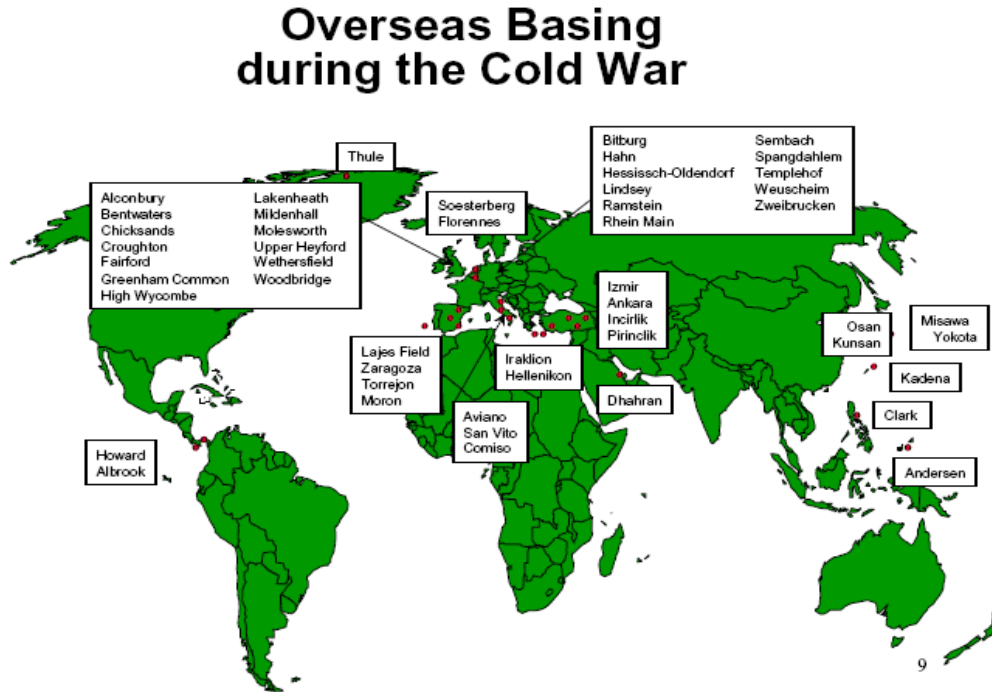 Overseas Basing
during the Cold War
Thule
Alconbury
Bentwaters
Chicksands
Croughton
Fairford
Greenham Common
High Wycombe
Lakenheath
Mildenhall
Molesworth
Upper Heyford
Wethersfield
Woodbridge
Soesterberg
Florennes
Bitburg
Hahn
Hessissch-Oldendorf
Lindsey
Ramstein
Rhein Main
Sembach
Spangdahlem
Templehof
Weuscheim
Zweibrucken
Izmir
Ankara
Incirlik
Pirinclik
Osan
Kunsan
Misawa
Yokota
Lajes Field
Zaragoza
Torrejon
Moron
Iraklion
Hellenikon
Dhahran
Kadena
Aviano
San Vito
Comiso
Clark
Howard
Albrook
Andersen
9